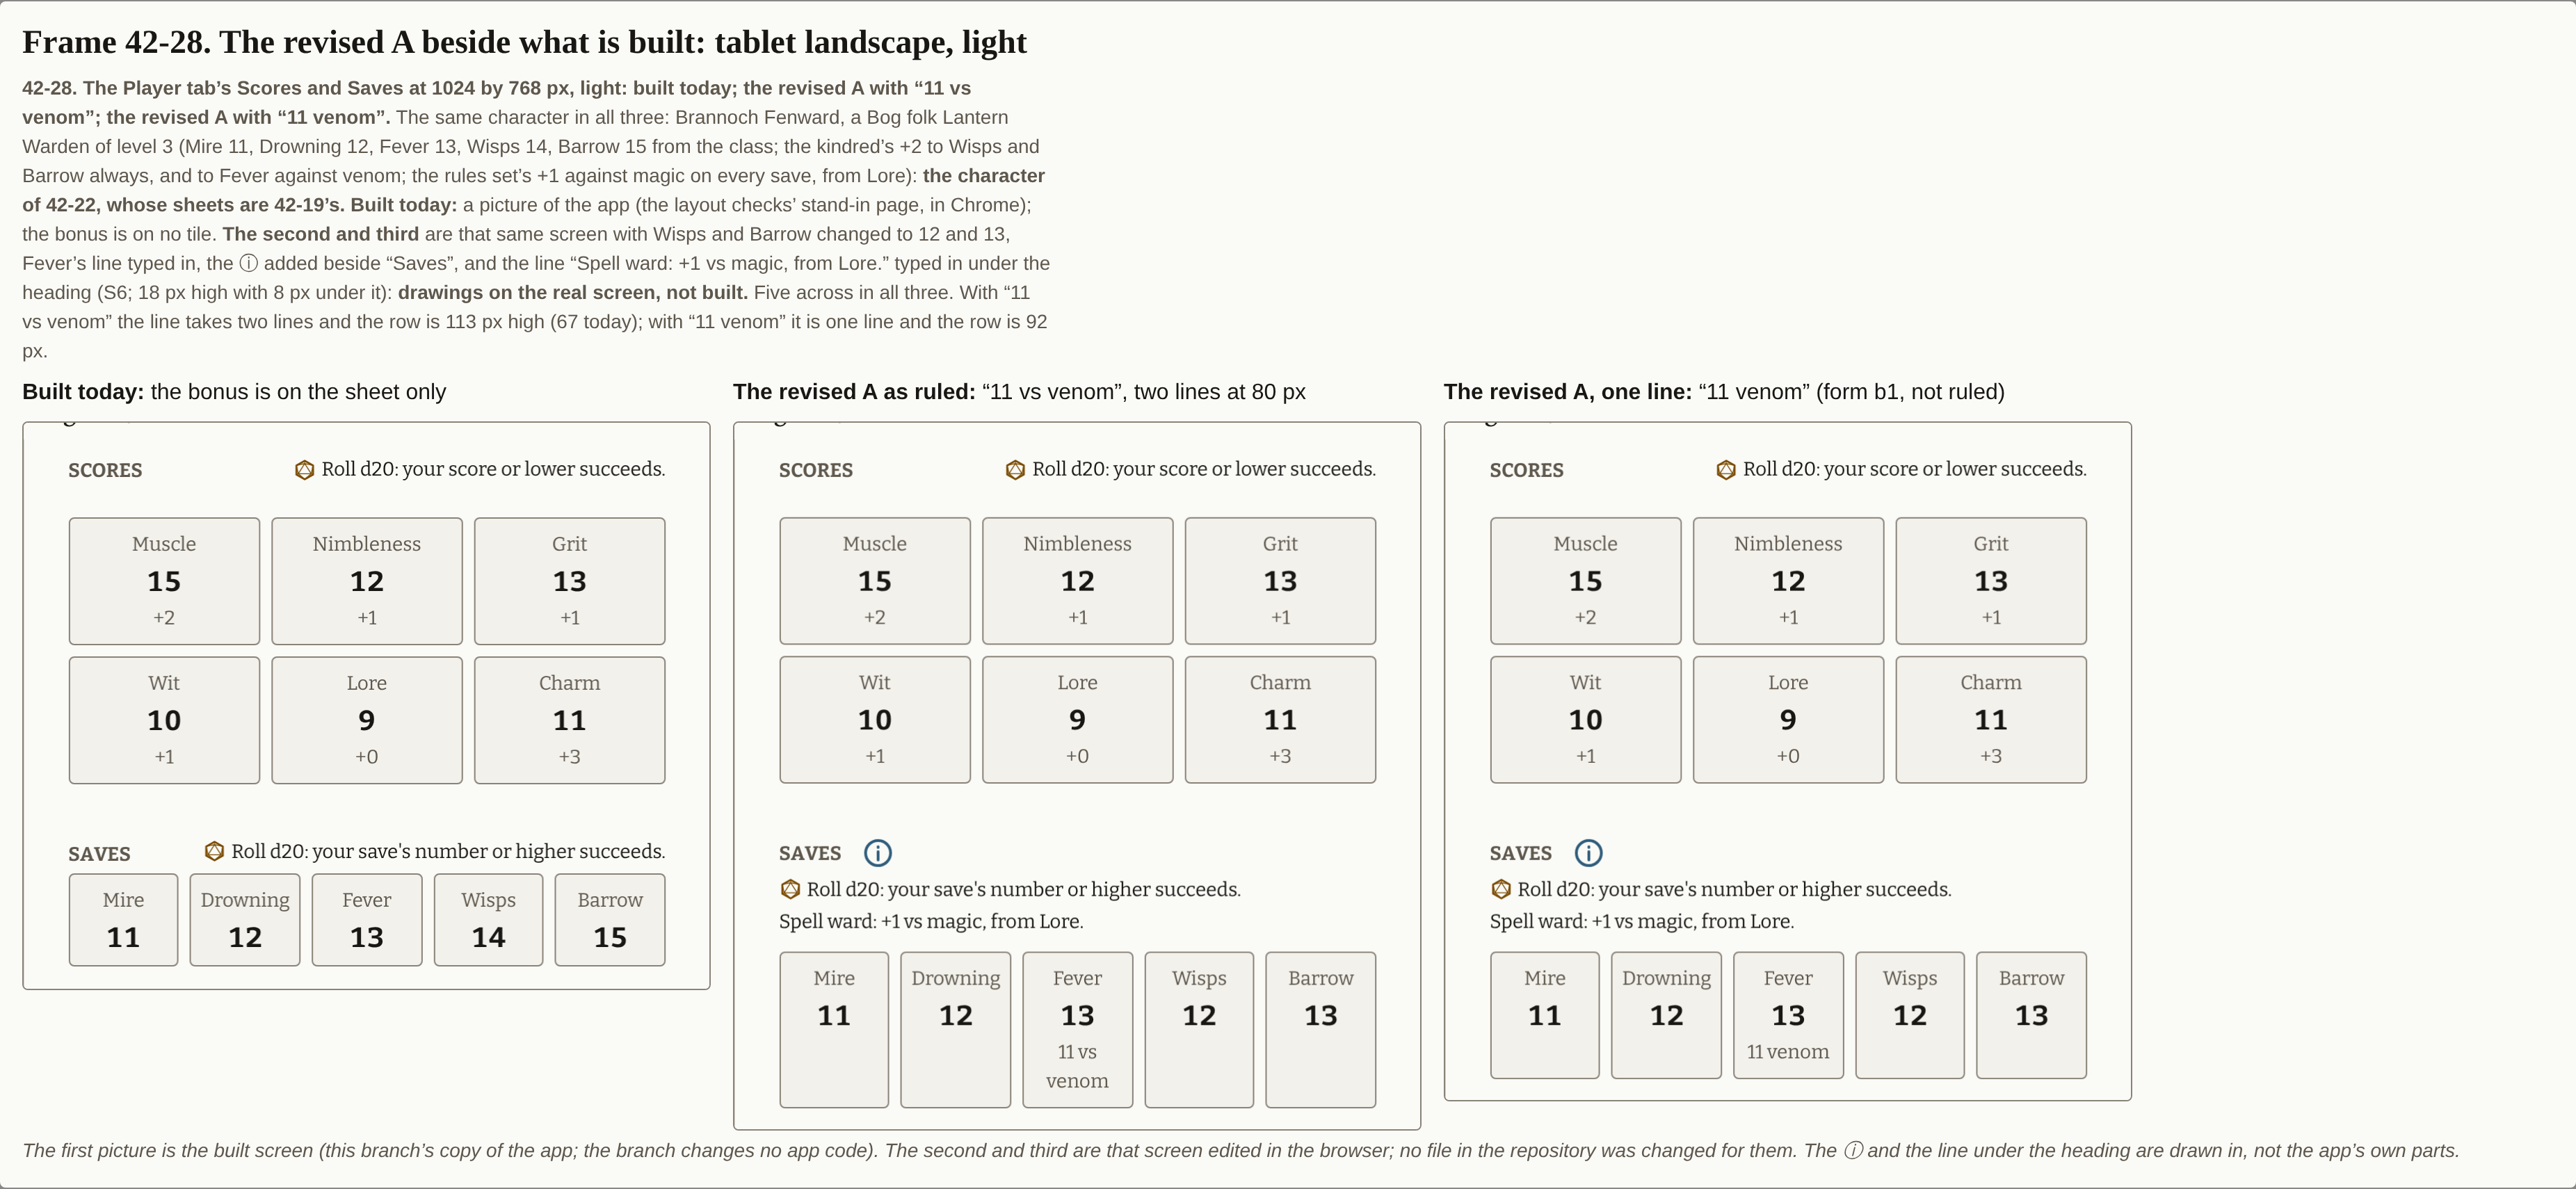 Frame 42-28. The revised A beside what is built: tablet landscape, light
42-28. The Player tab’s Scores and Saves at 1024 by 768 px, light: built today; the revised A with “11 vs
venom”; the revised A with “11 venom”. The same character in all three: Brannoch Fenward, a Bog folk Lantern
Warden of level 3 (Mire 11, Drowning 12, Fever 13, Wisps 14, Barrow 15 from the class; the kindred’s +2 to Wisps and
Barrow always, and to Fever against venom; the rules set’s +1 against magic on every save, from Lore): the character
of 42-22, whose sheets are 42-19’s. Built today: a picture of the app (the layout checks’ stand-in page, in Chrome);
the bonus is on no tile. The second and third are that same screen with Wisps and Barrow changed to 12 and 13,
Fever’s line typed in, the ⓘ added beside “Saves”, and the line “Spell ward: +1 vs magic, from Lore.” typed in under the
heading (S6; 18 px high with 8 px under it): drawings on the real screen, not built. Five across in all three. With “11
vs venom” the line takes two lines and the row is 113 px high (67 today); with “11 venom” it is one line and the row is 92
px.
Built today: the bonus is on the sheet only
SCORES
Roll d20: your score or lower succeeds.
Muscle Nimbleness Grit
15 12 13
+2 +1 +1
Wit Lore Charm
10 9 11
+1 +0 +3
SAVES
Roll d20: your save's number or higher succeeds.
Mire Drowning Fever Wisps Barrow
11 12 13 14 15
The revised A as ruled: “11 vs venom”, two lines at 80 px
SCORES
Roll d20: your score or lower succeeds.
Muscle Nimbleness Grit
15 12 13
+2 +1 +1
Wit Lore Charm
10 9 11
+1 +0 +3
SAVES ⓘ
Roll d20: your save's number or higher succeeds.
Spell ward: +1 vs magic, from Lore.
Mire Drowning Fever Wisps Barrow
11 12 13 12 13
11 vs
venom
The revised A, one line: “11 venom” (form b1, not ruled)
SCORES
Roll d20: your score or lower succeeds.
Muscle Nimbleness Grit
15 12 13
+2 +1 +1
Wit Lore Charm
10 9 11
+1 +0 +3
SAVES ⓘ
Roll d20: your save's number or higher succeeds.
Spell ward: +1 vs magic, from Lore.
Mire Drowning Fever Wisps Barrow
11 12 13 12 13
11 venom
The first picture is the built screen (this branch’s copy of the app; the branch changes no app code). The second and third are that screen edited in the browser; no file in the repository was changed for them. The ⓘ and the line under the heading are drawn in, not the app’s own parts.